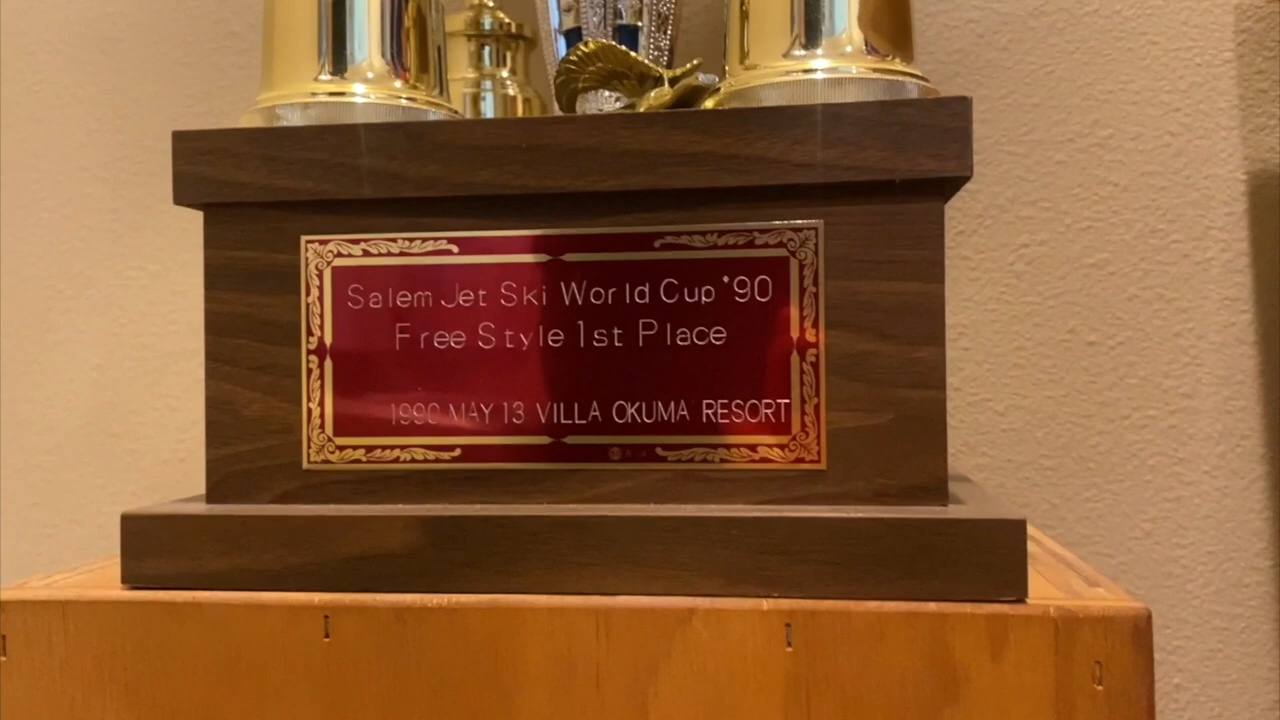 Salem Jet Ski World Cup '90
Free Style 1st Place
1990 MAY 13 VILLA OKUMA RESORT